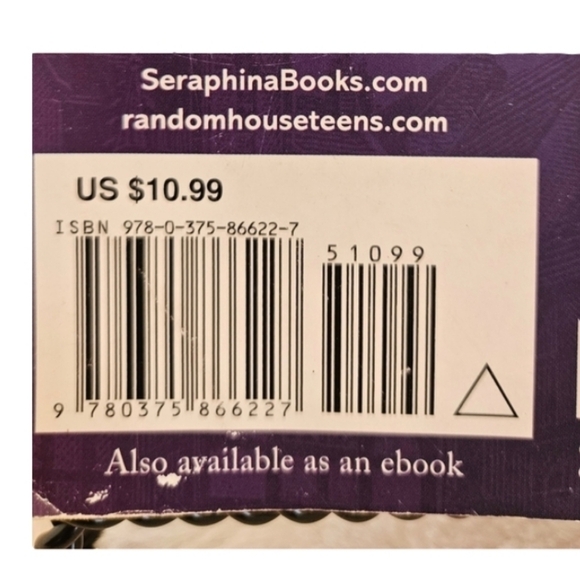 SeraphinaBooks.com
randomhouseteens.com
US $10.99
ISBN 978-0-375-86622-7
51099
9 780375 866227
Also available as an ebook